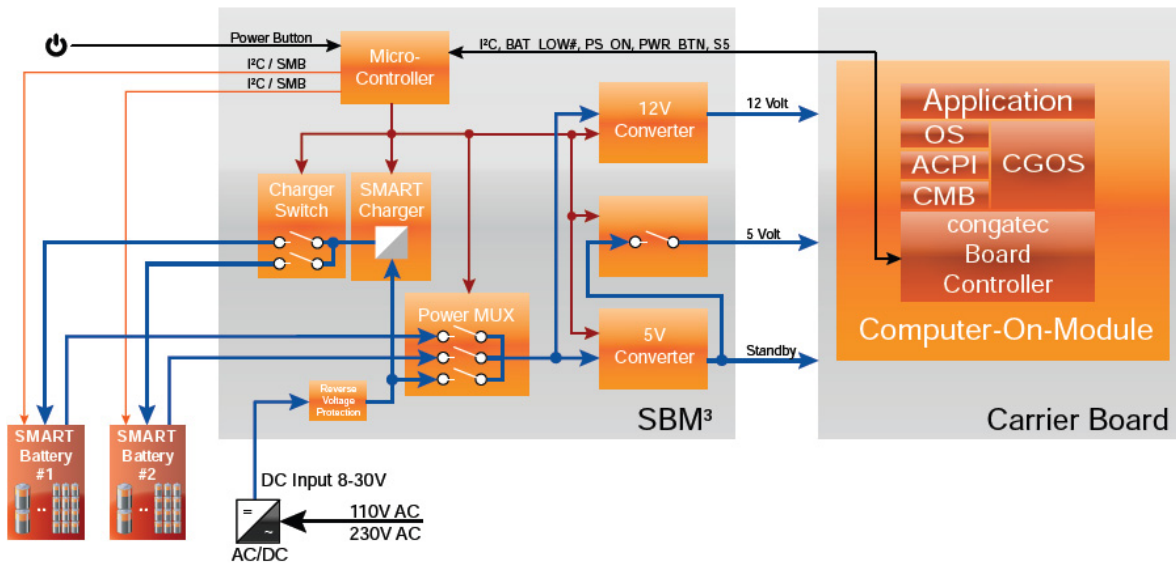 Power Button
I²C / SMB
I²C / SMB
Micro-
Controller
I²C, BAT_LOW#, PS_ON, PWR_BTN, S5
12V
Converter
12 Volt
Application
OS
ACPI
CMB
CGOS
congatec
Board
Controller
Computer-On-Module
Charger
Switch
SMART
Charger
5 Volt
Power MUX
5V
Converter
Standby
Reverse
Voltage
Protection
SBM³
Carrier Board
SMART
Battery
#1
..
SMART
Battery
#2
..
DC Input 8-30V
=
~
110V AC
230V AC
AC/DC